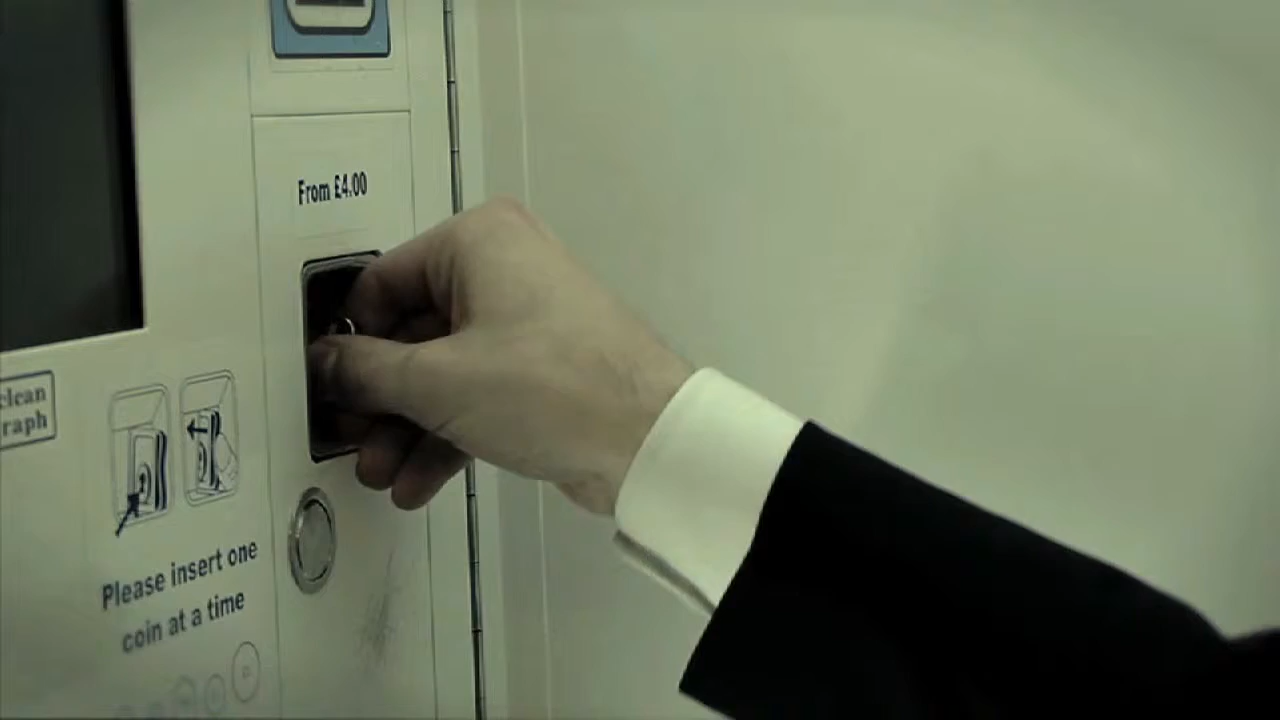 From £4.00
clean
raph
Please insert one
coin at a time